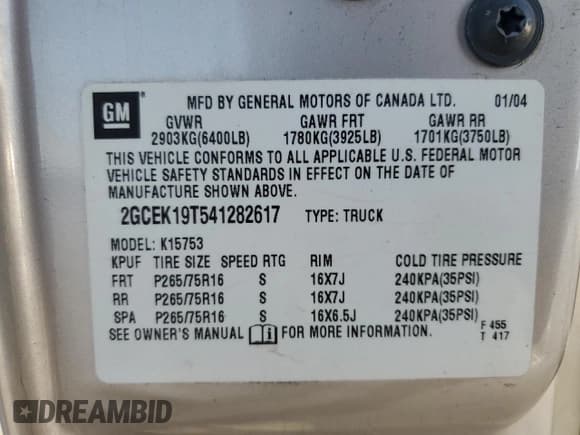 GM
MFD BY GENERAL MOTORS OF CANADA LTD. 01/04
GVWR GAWR FRT GAWR RR
2903KG(6400LB) 1780KG(3925LB) 1701KG(3750LB)
THIS VEHICLE CONFORMS TO ALL APPLICABLE U.S. FEDERAL MOTOR
VEHICLE SAFETY STANDARDS IN EFFECT ON THE DATE OF
MANUFACTURE SHOWN ABOVE.
2GCEK19T541282617 TYPE: TRUCK
MODEL: K15753
KPUF TIRE SIZE SPEED RTG RIM COLD TIRE PRESSURE
FRT P265/75R16 S 16X7J 240KPA(35PSI)
RR P265/75R16 S 16X7J 240KPA(35PSI)
SPA P265/75R16 S 16X6.5J 240KPA(35PSI)
SEE OWNER'S MANUAL FOR MORE INFORMATION. F 455
T 417
DREAMBID